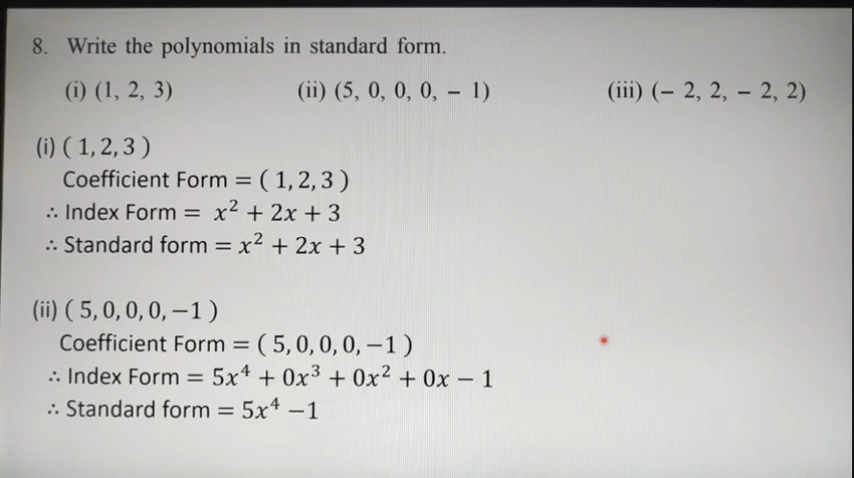 8. Write the polynomials in standard form.
(i) (1, 2, 3) (ii) (5, 0, 0, 0, – 1) (iii) (– 2, 2, – 2, 2)
(i) ( 1, 2, 3 )
Coefficient Form = ( 1, 2, 3 )
∴ Index Form = x² + 2x + 3
∴ Standard form = x² + 2x + 3
(ii) ( 5, 0, 0, 0, −1 )
Coefficient Form = ( 5, 0, 0, 0, −1 )
∴ Index Form = 5x⁴ + 0x³ + 0x² + 0x − 1
∴ Standard form = 5x⁴ −1